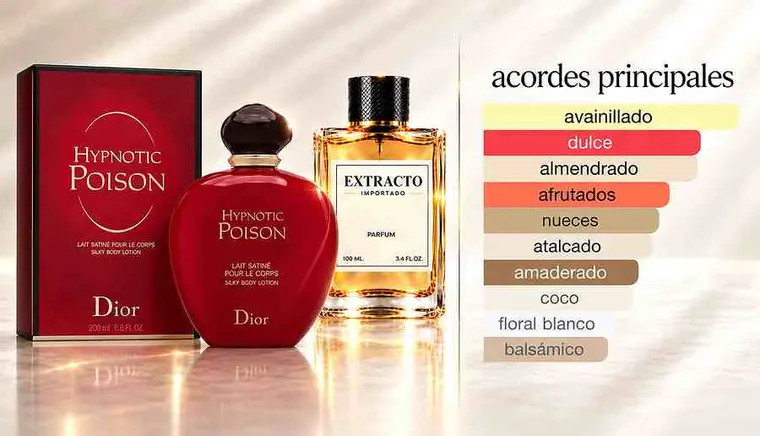 HYPNOTIC
POISON
LAIT SATINÉ POUR LE CORPS
SILKY BODY LOTION
Dior
200 ml 6.8 FL.OZ.
HYPNOTIC
POISON
LAIT SATINÉ
POUR LE CORPS
SILKY BODY LOTION
Dior
EXTRACTO
IMPORTADO
PARFUM
100 ML. 3.4 FL.OZ.
acordes principales
avainillado
dulce
almendrado
afrutados
nueces
atalcado
amaderado
coco
floral blanco
balsámico